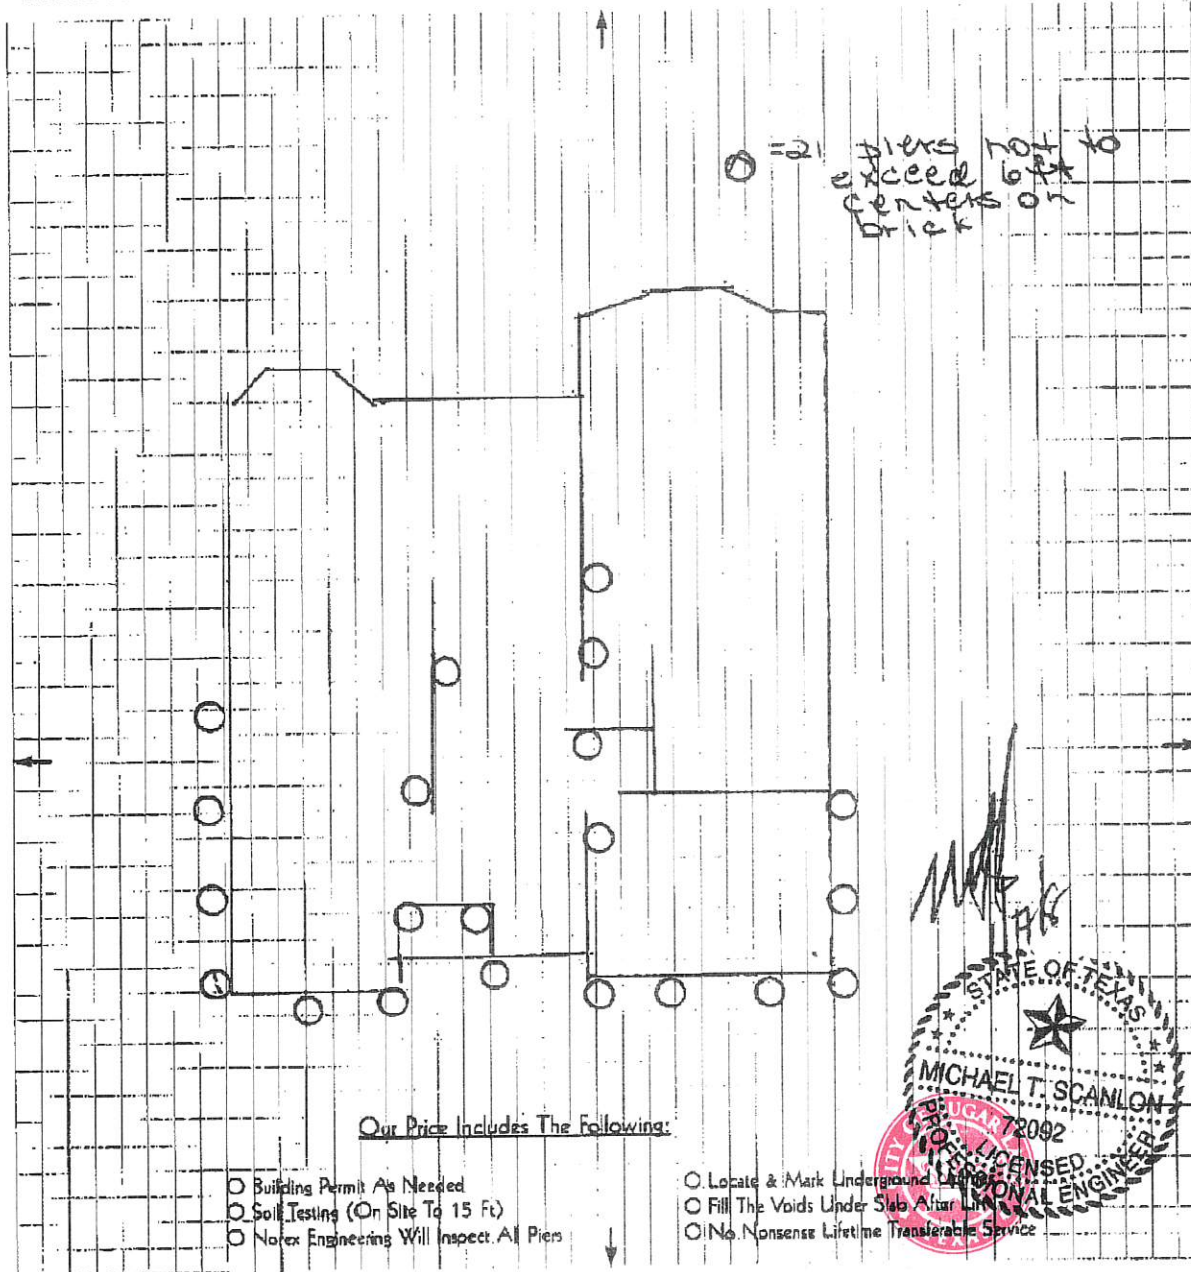 =21 piers not to
exceed 6ft
centers on
brick
STATE OF TEXAS
MICHAEL T. SCANLON
72092
LICENSED
PROFESSIONAL ENGINEER
Our Price Includes The Following:
Building Permit As Needed
Soil Testing (On Site To 15 Ft)
Norex Engineering Will Inspect All Piers
Locate & Mark Underground
Fill The Voids Under Slab After
No Nonsense Lifetime Transferable Service